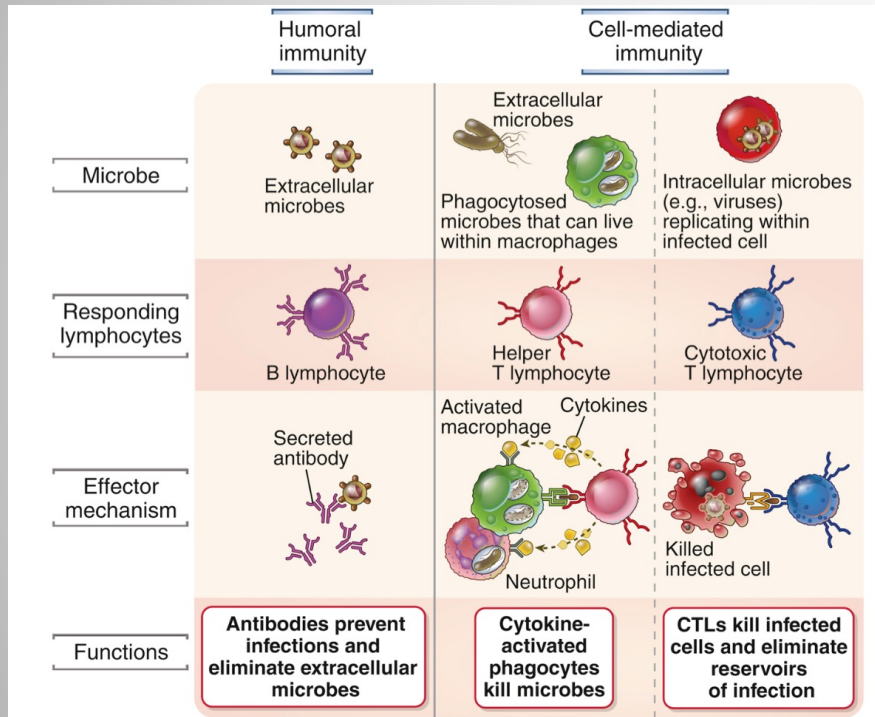 Humoral
immunity
Cell-mediated
immunity
Microbe
Extracellular
microbes
Extracellular
microbes
Phagocytosed
microbes that can live
within macrophages
Intracellular microbes
(e.g., viruses)
replicating within
infected cell
Responding
lymphocytes
B lymphocyte
Helper
T lymphocyte
Cytotoxic
T lymphocyte
Effector
mechanism
Secreted
antibody
Activated
macrophage
Cytokines
Neutrophil
Killed
infected cell
Functions
Antibodies prevent
infections and
eliminate extracellular
microbes
Cytokine-
activated
phagocytes
kill microbes
CTLs kill infected
cells and eliminate
reservoirs
of infection